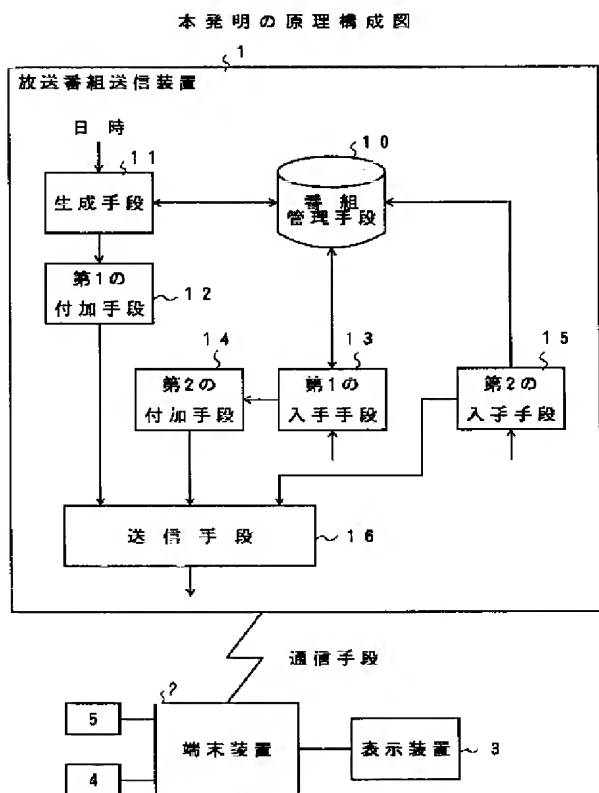 本発明の原理構成図
1
放送番組送信装置
日時
11
10
生成手段
番組
管理手段
第1の
付加手段
12
14
13
15
第2の
付加手段
第1の
入手手段
第2の
入手手段
送信手段
16
通信手段
2
5
端末装置
表示装置
3
4